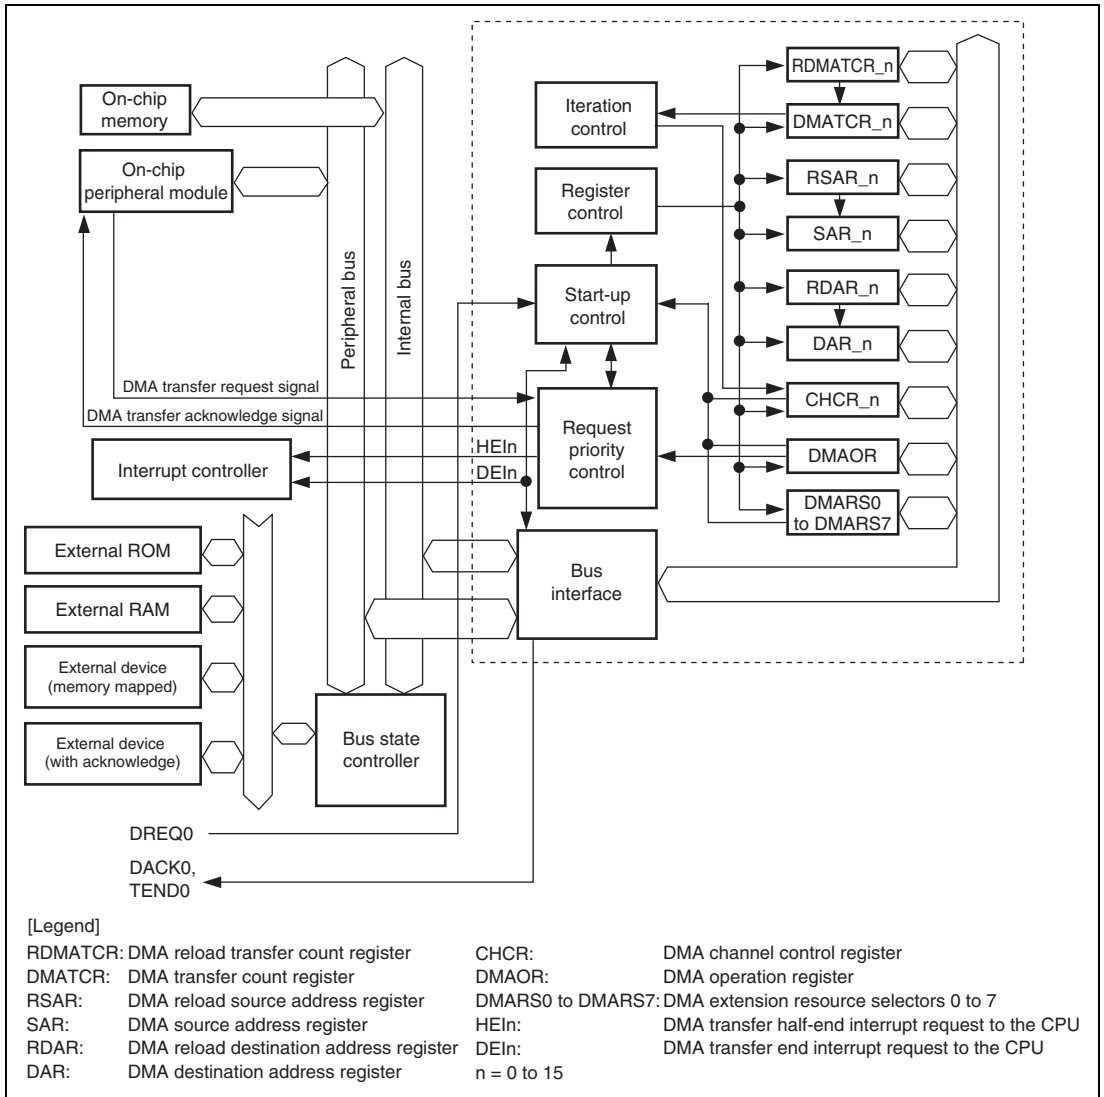 On-chip
memory
On-chip
peripheral module
Peripheral bus
Internal bus
Iteration
control
Register
control
Start-up
control
Request
priority
control
Bus
interface
RDMATCR_n
DMATCR_n
RSAR_n
SAR_n
RDAR_n
DAR_n
CHCR_n
DMAOR
DMARS0
to DMARS7
DMA transfer request signal
DMA transfer acknowledge signal
HEIn
DEIn
Interrupt controller
External ROM
External RAM
External device
(memory mapped)
External device
(with acknowledge)
Bus state
controller
DREQ0
DACK0,
TEND0
[Legend]
RDMATCR: DMA reload transfer count register
DMATCR: DMA transfer count register
RSAR: DMA reload source address register
SAR: DMA source address register
RDAR: DMA reload destination address register
DAR: DMA destination address register
CHCR: DMA channel control register
DMAOR: DMA operation register
DMARS0 to DMARS7: DMA extension resource selectors 0 to 7
HEIn: DMA transfer half-end interrupt request to the CPU
DEIn: DMA transfer end interrupt request to the CPU
n = 0 to 15